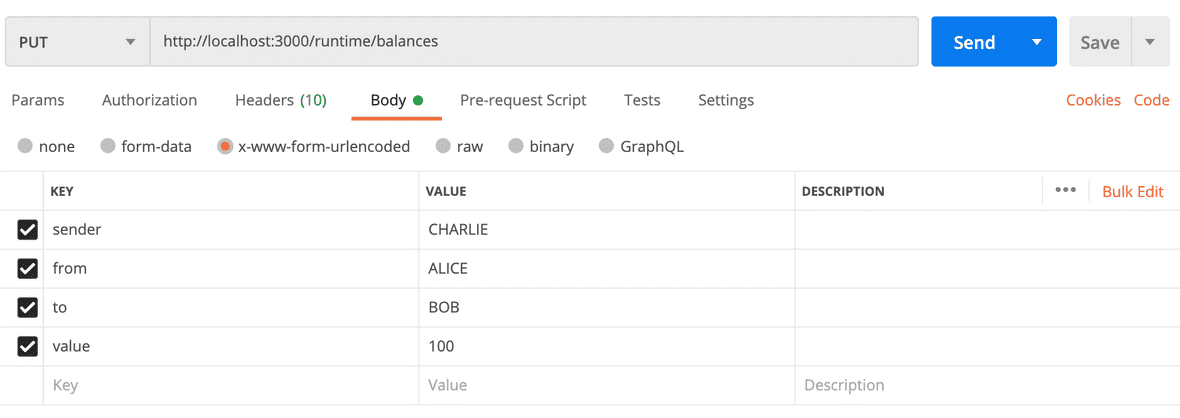 PUT http://localhost:3000/runtime/balances Send Save
Params Authorization Headers (10) Body Pre-request Script Tests Settings Cookies Code
none form-data x-www-form-urlencoded raw binary GraphQL
KEY VALUE DESCRIPTION ••• Bulk Edit
sender CHARLIE
from ALICE
to BOB
value 100
Key Value Description